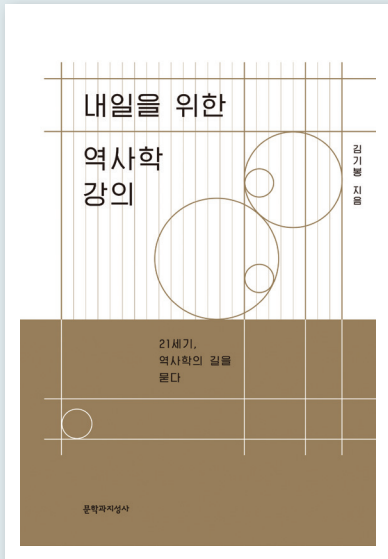 내일을 위한
역사학
강의
김기봉 지음
21세기,
역사학의 길을
묻다
문학과지성사